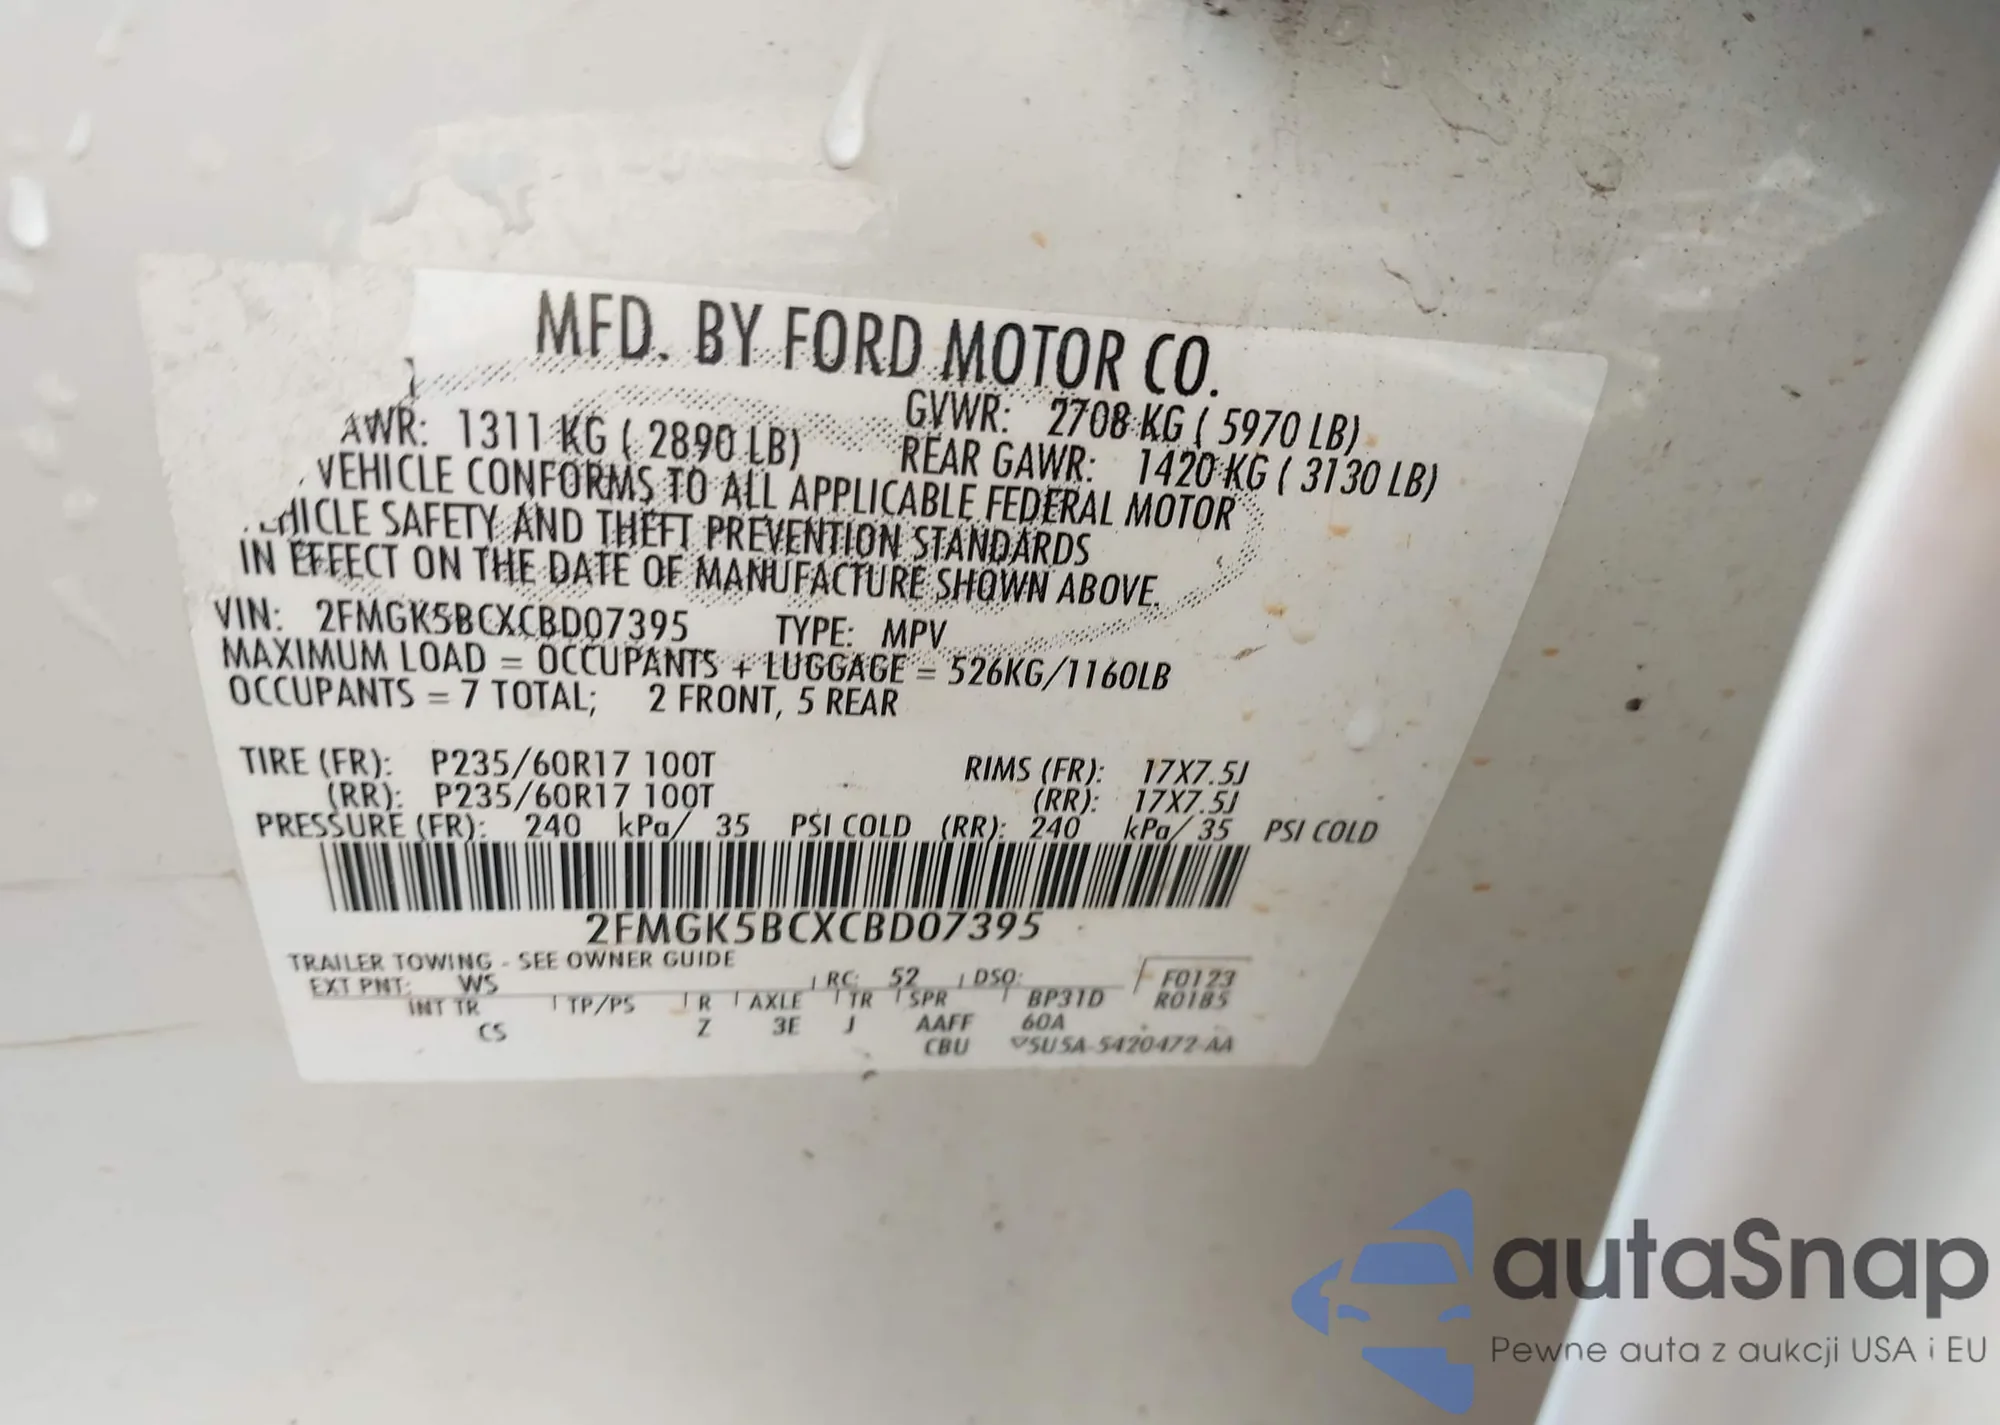 MFD. BY FORD MOTOR CO.
GVWR: 2708 KG ( 5970 LB)
AWR: 1311 KG ( 2890 LB) REAR GAWR: 1420 KG ( 3130 LB)
VEHICLE CONFORMS TO ALL APPLICABLE FEDERAL MOTOR
HICLE SAFETY AND THEFT PREVENTION STANDARDS
IN EFFECT ON THE DATE OF MANUFACTURE SHOWN ABOVE.
VIN: 2FMGK5BCXCBD07395 TYPE: MPV
MAXIMUM LOAD = OCCUPANTS + LUGGAGE = 526KG/1160LB
OCCUPANTS = 7 TOTAL; 2 FRONT, 5 REAR
TIRE (FR): P235/60R17 100T RIMS (FR): 17X7.5J
(RR): P235/60R17 100T (RR): 17X7.5J
PRESSURE (FR): 240 kPa/ 35 PSI COLD (RR): 240 kPa/ 35 PSI COLD
2FMGK5BCXCBD07395
TRAILER TOWING - SEE OWNER GUIDE
EXT PNT: WS RC: 52 DSO: F0123
INT TR TP/PS R AXLE TR SPR BP31D R0185
CS Z 3E J AAFF 60A
CBU 5U5A-5420472-AA
autaSnap
Pewne auta z aukcji USA i EU